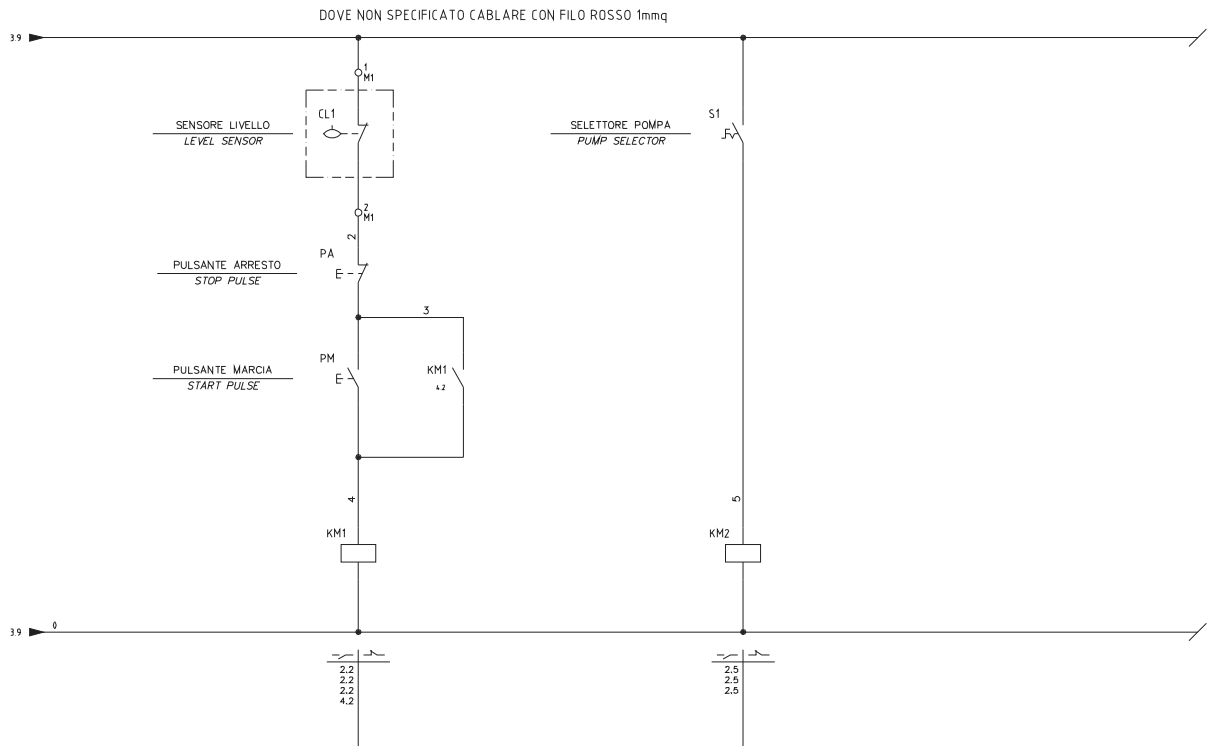 DOVE NON SPECIFICATO CABLARE CON FILO ROSSO 1mmq
3.9
1
M1
CL1
S1
SENSORE LIVELLO
LEVEL SENSOR
SELETTORE POMPA
PUMP SELECTOR
2
M1
2
PA
PULSANTE ARRESTO
STOP PULSE
3
PM
KM1
4.2
PULSANTE MARCIA
START PULSE
4
5
KM1
KM2
3.9
0
2.2
2.2
2.2
4.2
2.5
2.5
2.5